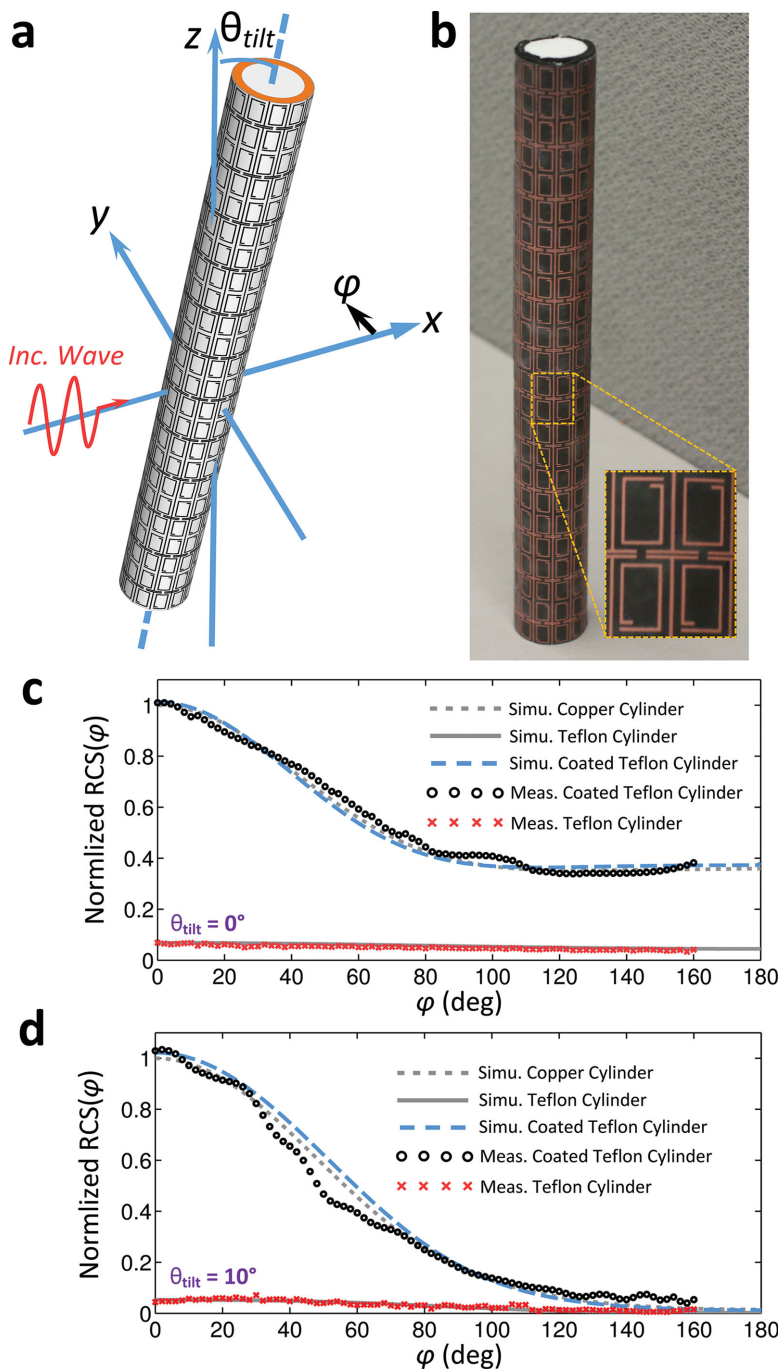 a
b
z
θtilt
y
φ
x
Inc. Wave
c
Normlized RCS(φ)
1
0.8
0.6
0.4
0.2
0
Simu. Copper Cylinder
Simu. Teflon Cylinder
Simu. Coated Teflon Cylinder
Meas. Coated Teflon Cylinder
Meas. Teflon Cylinder
θtilt = 0°
0 20 40 60 80 100 120 140 160 180
φ (deg)
d
Normlized RCS(φ)
1
0.8
0.6
0.4
0.2
0
Simu. Copper Cylinder
Simu. Teflon Cylinder
Simu. Coated Teflon Cylinder
Meas. Coated Teflon Cylinder
Meas. Teflon Cylinder
θtilt = 10°
0 20 40 60 80 100 120 140 160 180
φ (deg)